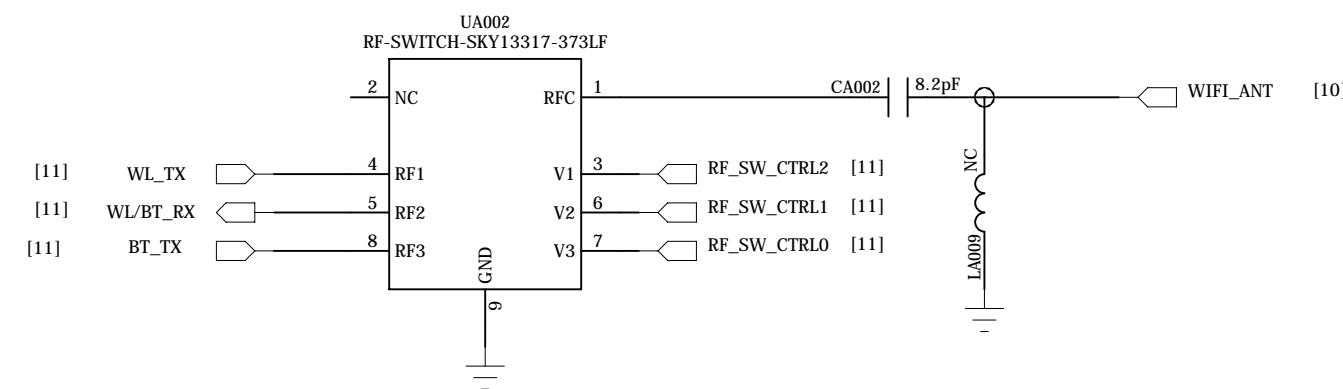 UA002
RF-SWITCH-SKY13317-373LF
2 NC RFC 1 CA002 8.2pF WIFI_ANT [10]
[11] WL_TX 4 RF1 V1 3 RF_SW_CTRL2 [11]
[11] WL/BT_RX 5 RF2 V2 6 RF_SW_CTRL1 [11]
[11] BT_TX 8 RF3 V3 7 RF_SW_CTRL0 [11]
GND
9
NC
LA009